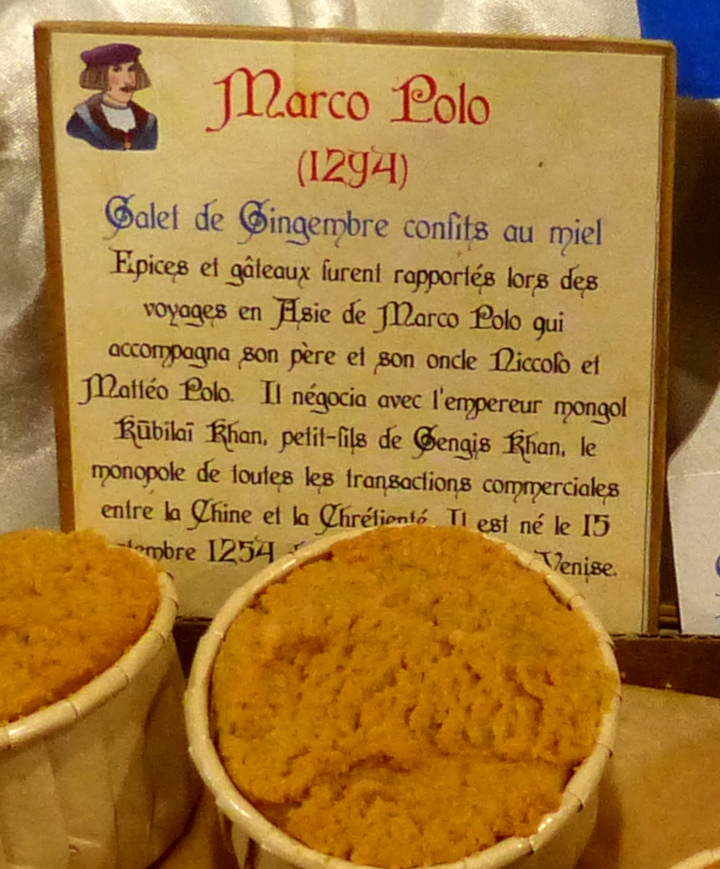 Marco Polo
(1294)
Galet de Gingembre confits au miel
Epices et gâteaux furent rapportés lors des
voyages en Asie de Marco Polo qui
accompagna son père et son oncle Niccolo et
Mattéo Polo. Il négocia avec l'empereur mongol
Kūbilaï Khan, petit-fils de Gengis Khan, le
monopole de toutes les transactions commerciales
entre la Chine et la Chrétienté. Il est né le 15
1254 Venise.